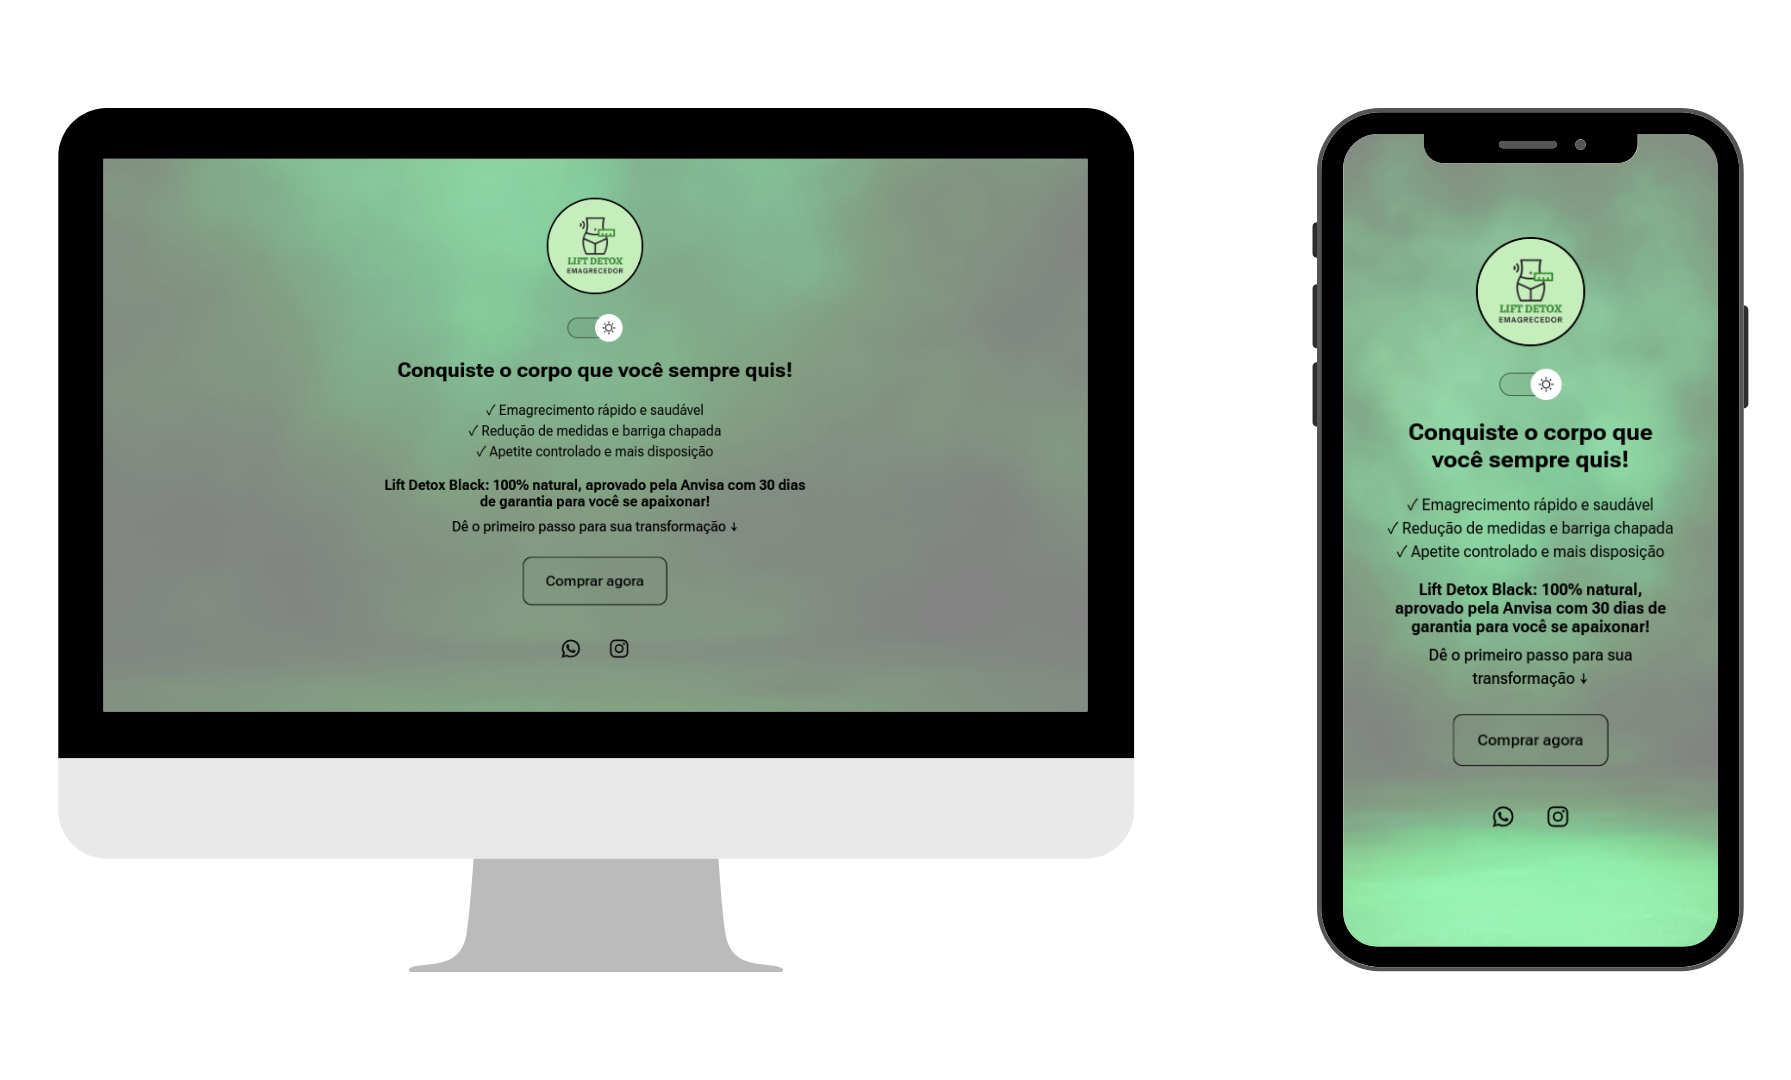 LIFT DETOX
EMAGRECEDOR
Conquiste o corpo que você sempre quis!
✓ Emagrecimento rápido e saudável
✓ Redução de medidas e barriga chapada
✓ Apetite controlado e mais disposição
Lift Detox Black: 100% natural, aprovado pela Anvisa com 30 dias
de garantia para você se apaixonar!
Dê o primeiro passo para sua transformação ↓
Comprar agora
LIFT DETOX
EMAGRECEDOR
Conquiste o corpo que
você sempre quis!
✓ Emagrecimento rápido e saudável
✓ Redução de medidas e barriga chapada
✓ Apetite controlado e mais disposição
Lift Detox Black: 100% natural,
aprovado pela Anvisa com 30 dias de
garantia para você se apaixonar!
Dê o primeiro passo para sua
transformação ↓
Comprar agora